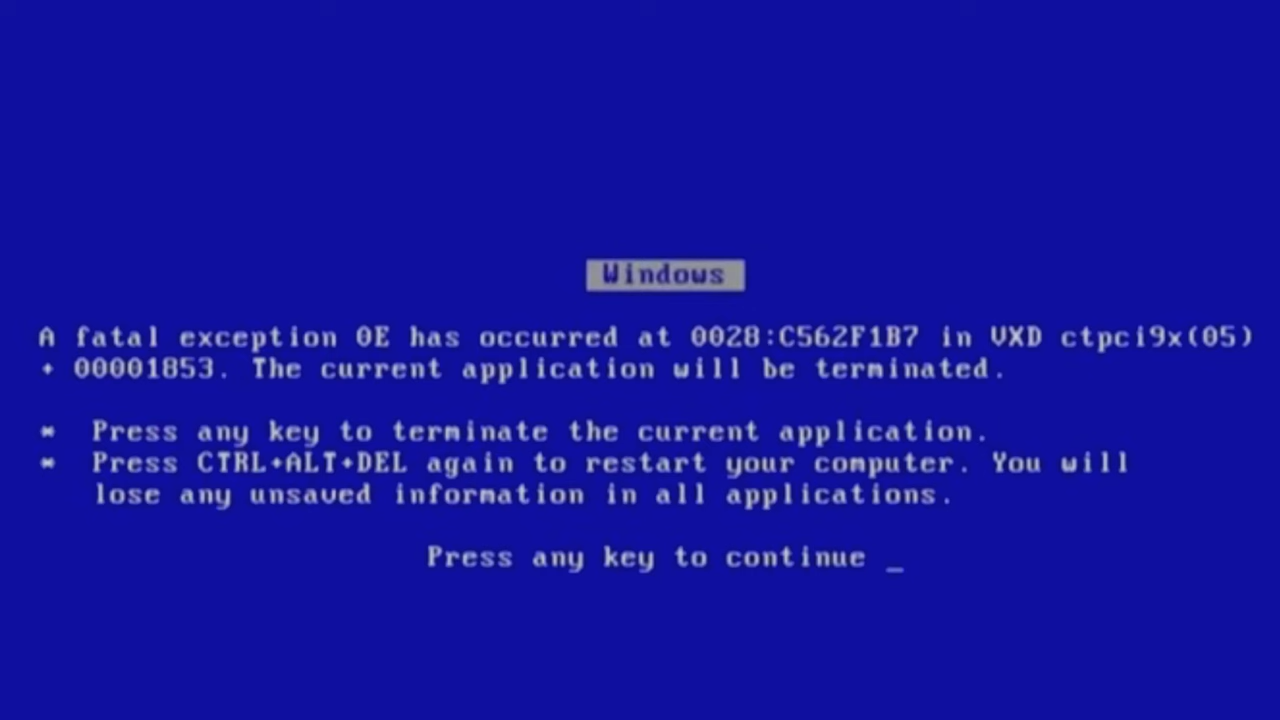 Windows
A fatal exception 0E has occurred at 0028:C562F1B7 in VXD ctpci9x(05)
+ 00001853. The current application will be terminated.
* Press any key to terminate the current application.
* Press CTRL+ALT+DEL again to restart your computer. You will
lose any unsaved information in all applications.
Press any key to continue _